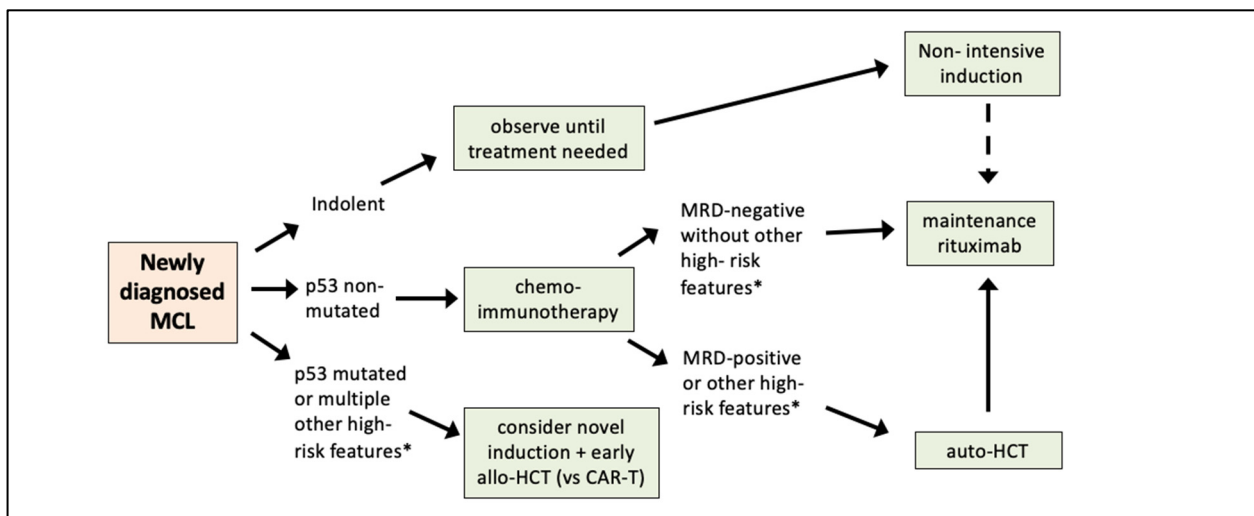 Non- intensive
induction
observe until
treatment needed
Indolent
MRD-negative
without other
high- risk
features*
maintenance
rituximab
Newly
diagnosed
MCL
p53 non-
mutated
chemo-
immunotherapy
MRD-positive
or other high-
risk features*
p53 mutated
or multiple
other high-
risk features*
consider novel
induction + early
allo-HCT (vs CAR-T)
auto-HCT